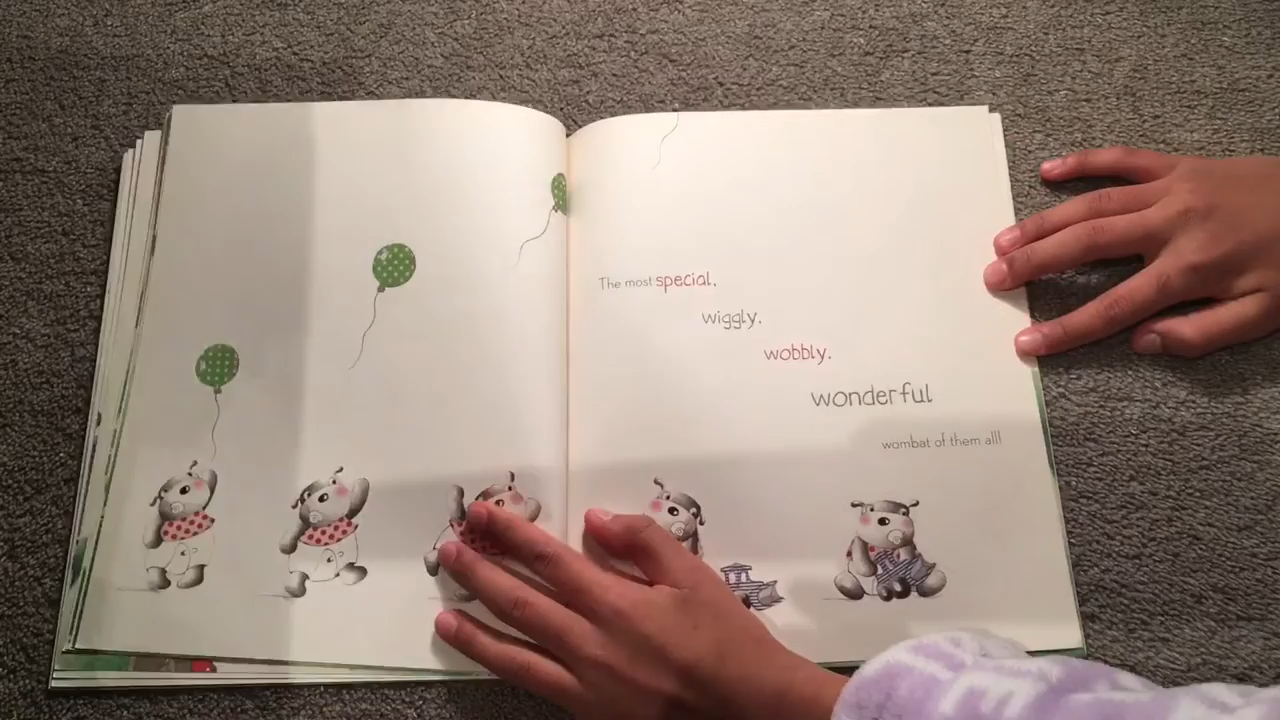 The most special,
wiggly,
wobbly,
wonderful
wombat of them all!